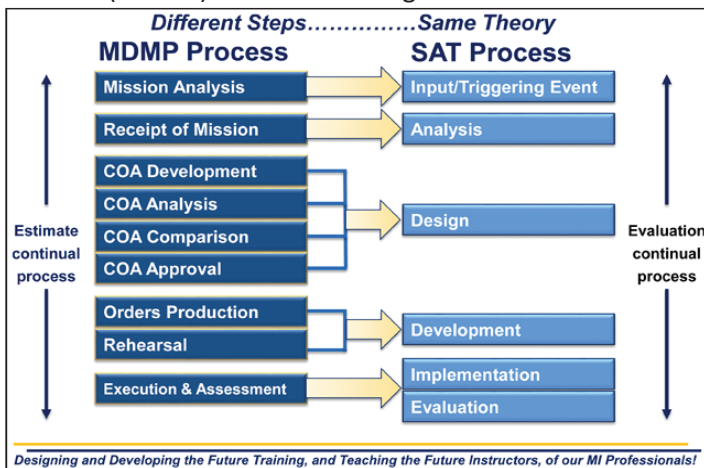 Different Steps……………Same Theory
MDMP Process
SAT Process
Mission Analysis
Input/Triggering Event
Receipt of Mission
Analysis
COA Development
COA Analysis
COA Comparison
COA Approval
Design
Estimate
continual
process
Evaluation
continual
process
Orders Production
Rehearsal
Development
Execution & Assessment
Implementation
Evaluation
Designing and Developing the Future Training, and Teaching the Future Instructors, of our MI Professionals!